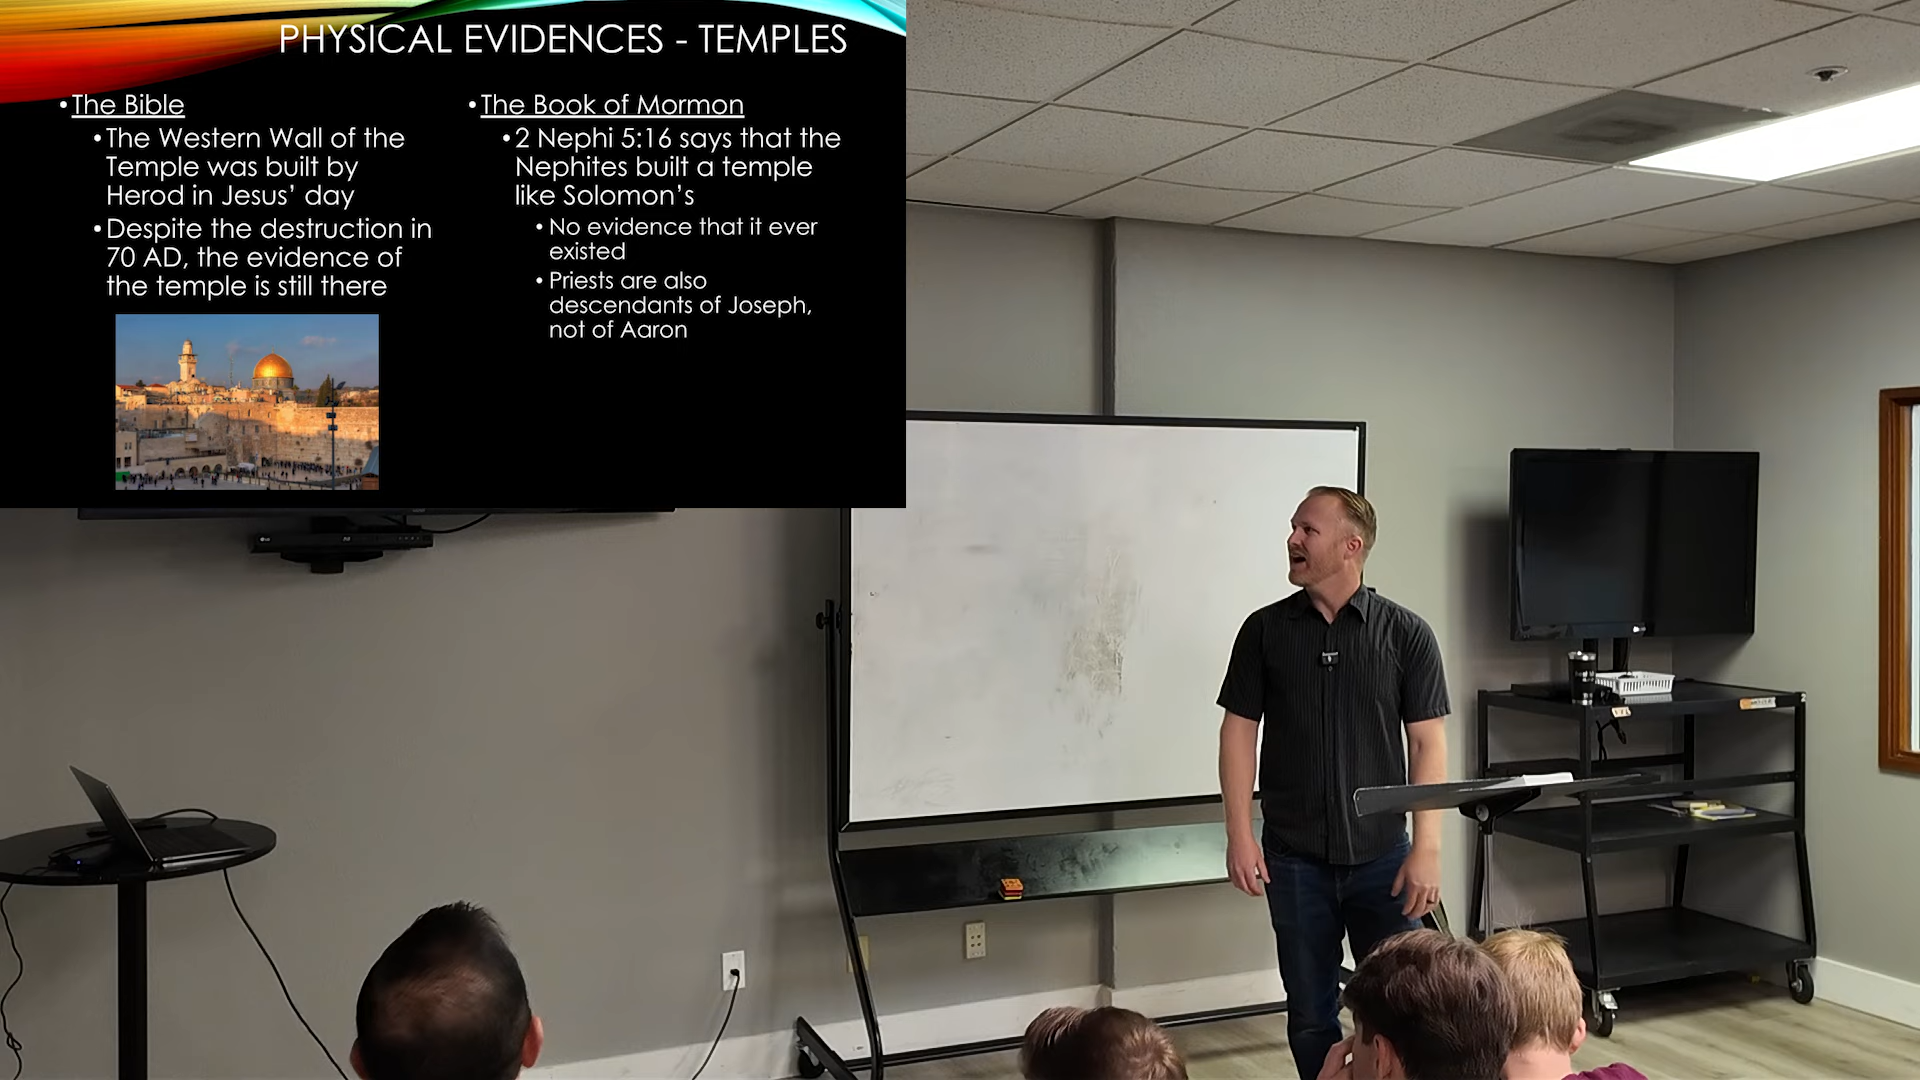 PHYSICAL EVIDENCES - TEMPLES
• The Bible
• The Western Wall of the
Temple was built by
Herod in Jesus’ day
• Despite the destruction in
70 AD, the evidence of
the temple is still there
• The Book of Mormon
• 2 Nephi 5:16 says that the
Nephites built a temple
like Solomon’s
• No evidence that it ever
existed
• Priests are also
descendants of Joseph,
not of Aaron